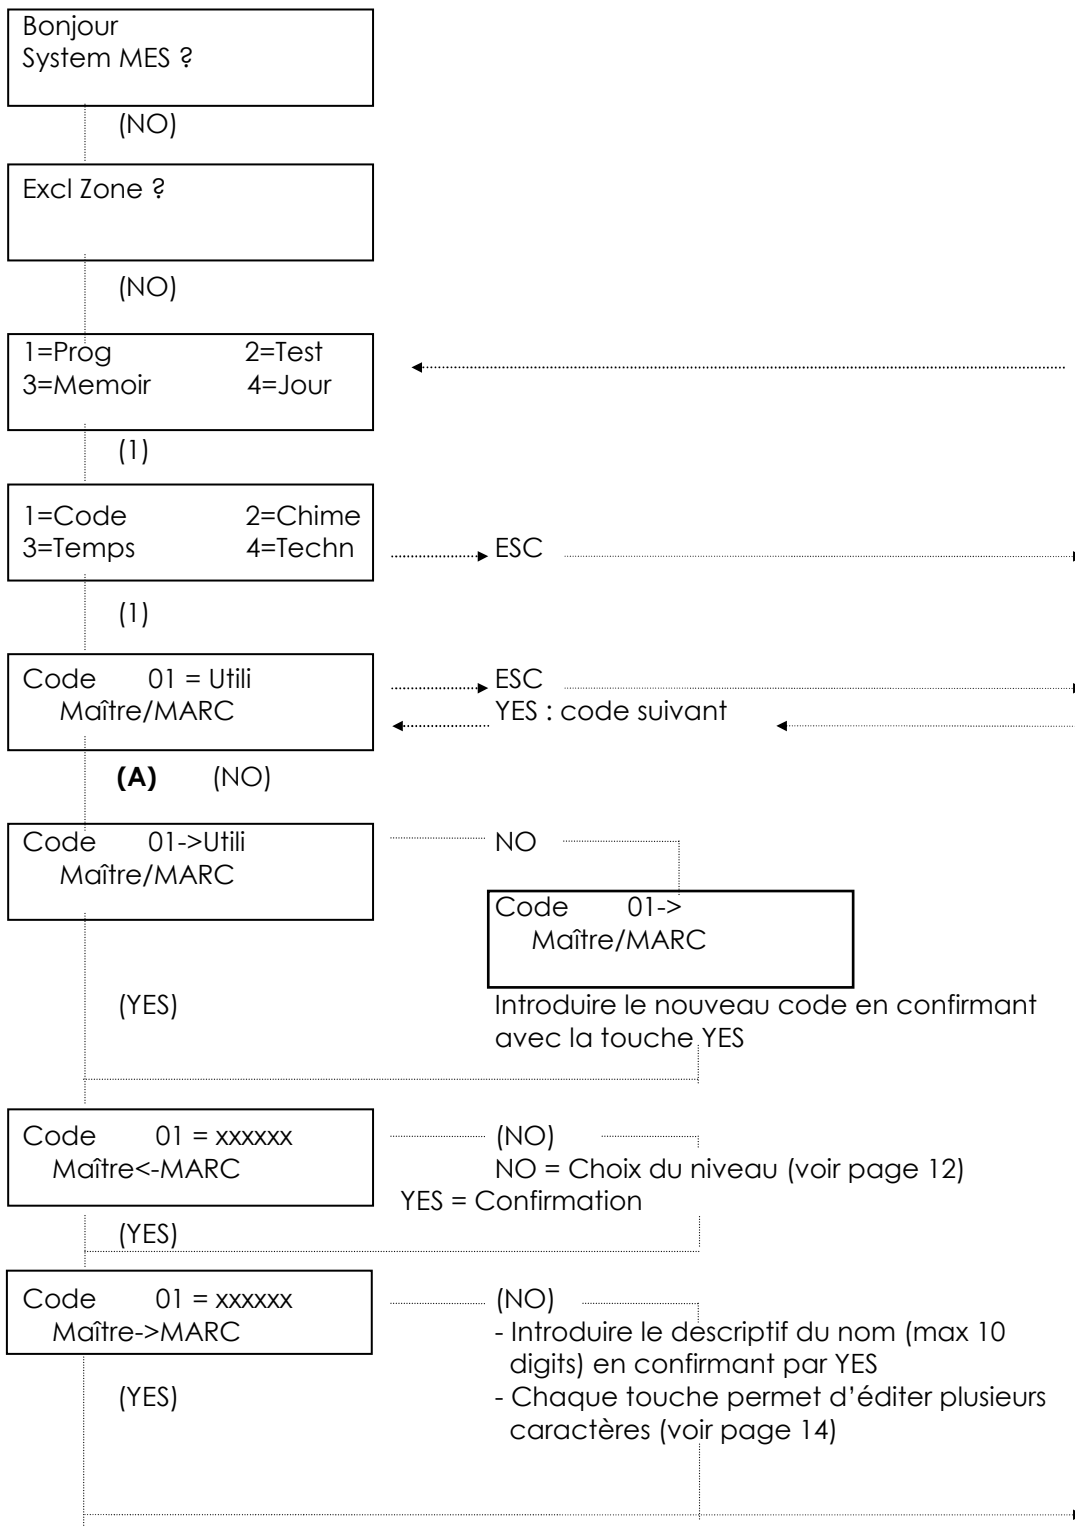 Bonjour
System MES ?
(NO)
Excl Zone ?
(NO)
1=Prog 2=Test
3=Memoir 4=Jour
(1)
1=Code 2=Chime
3=Temps 4=Techn
ESC
(1)
Code 01 = Utili
Maître/MARC
ESC
YES : code suivant
(A) (NO)
Code 01->Utili
Maître/MARC
NO
Code 01->
Maître/MARC
(YES)
Introduire le nouveau code en confirmant
avec la touche YES
Code 01 = xxxxxx
Maître<-MARC
(NO)
NO = Choix du niveau (voir page 12)
YES = Confirmation
(YES)
Code 01 = xxxxxx
Maître->MARC
(NO)
- Introduire le descriptif du nom (max 10
digits) en confirmant par YES
- Chaque touche permet d’éditer plusieurs
caractères (voir page 14)
(YES)